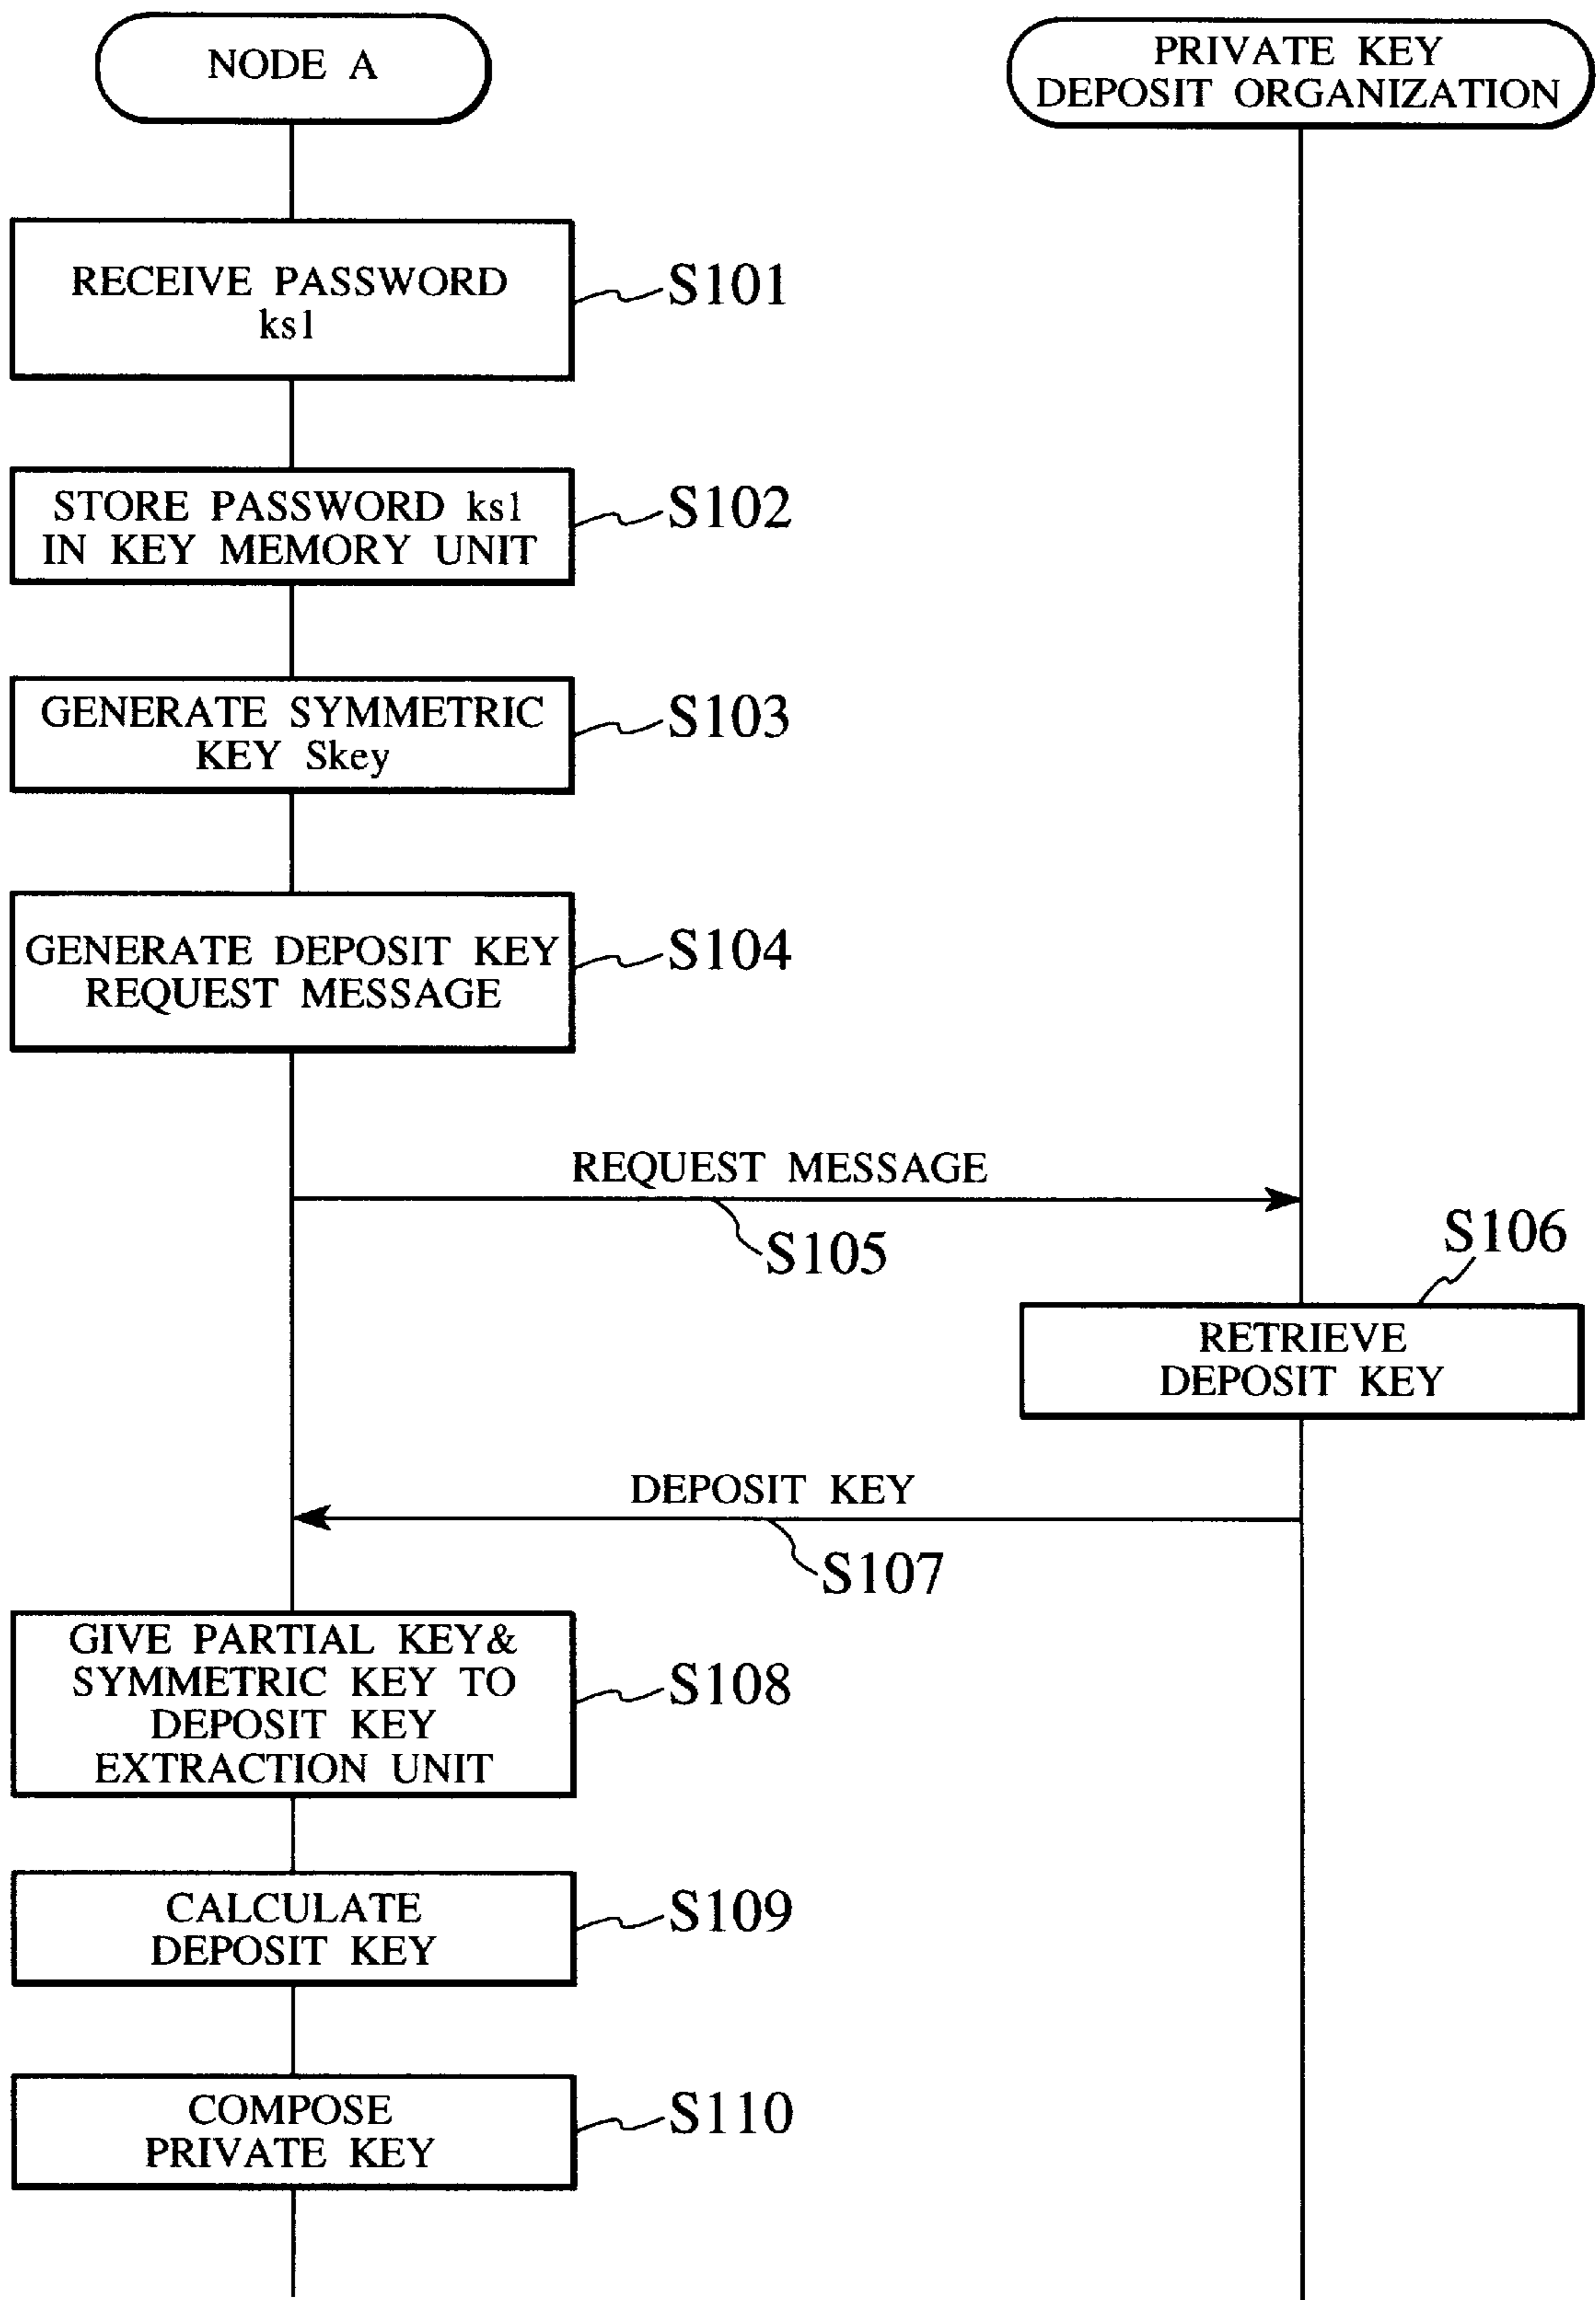 NODE A
PRIVATE KEY
DEPOSIT ORGANIZATION
RECEIVE PASSWORD
ks1
S101
STORE PASSWORD ks1
IN KEY MEMORY UNIT
S102
GENERATE SYMMETRIC
KEY Skey
S103
GENERATE DEPOSIT KEY
REQUEST MESSAGE
S104
REQUEST MESSAGE
S105
S106
RETRIEVE
DEPOSIT KEY
DEPOSIT KEY
S107
GIVE PARTIAL KEY&
SYMMETRIC KEY TO
DEPOSIT KEY
EXTRACTION UNIT
S108
CALCULATE
DEPOSIT KEY
S109
COMPOSE
PRIVATE KEY
S110